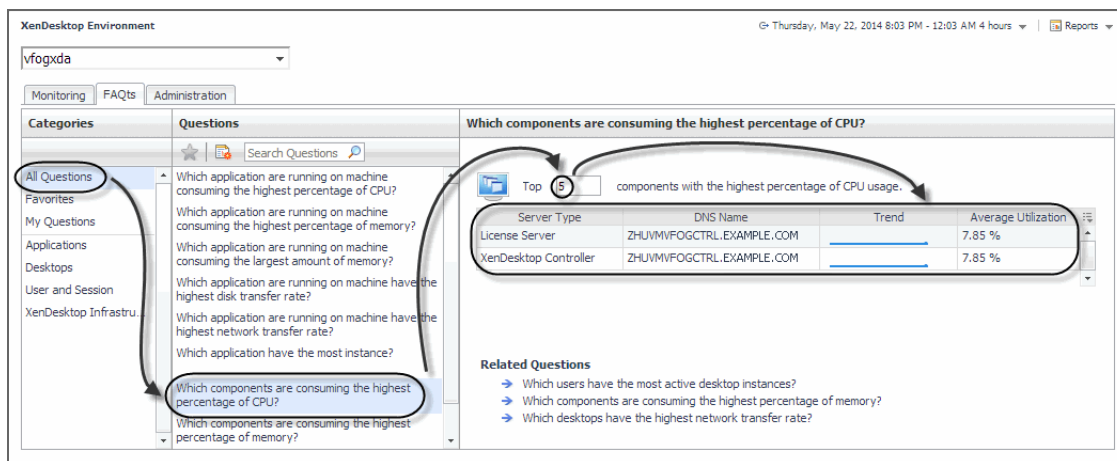 XenDesktop Environment
Thursday, May 22, 2014 8:03 PM - 12:03 AM 4 hours | Reports
vfogxda
Monitoring FAQts Administration
Categories
All Questions
Favorites
My Questions
Applications
Desktops
User and Session
XenDesktop Infrastru...
Questions
Search Questions
Which application are running on machine
consuming the highest percentage of CPU?
Which application are running on machine
consuming the highest percentage of memory?
Which application are running on machine
consuming the largest amount of memory?
Which application are running on machine have the
highest disk transfer rate?
Which application are running on machine have the
highest network transfer rate?
Which application have the most instance?
Which components are consuming the highest
percentage of CPU?
Which components are consuming the highest
percentage of memory?
Which components are consuming the highest percentage of CPU?
Top 5 components with the highest percentage of CPU usage.
Server Type DNS Name Trend Average Utilization
License Server ZHUVMVFOGCTRL.EXAMPLE.COM 7.85 %
XenDesktop Controller ZHUVMVFOGCTRL.EXAMPLE.COM 7.85 %
Related Questions
Which users have the most active desktop instances?
Which components are consuming the highest percentage of memory?
Which desktops have the highest network transfer rate?